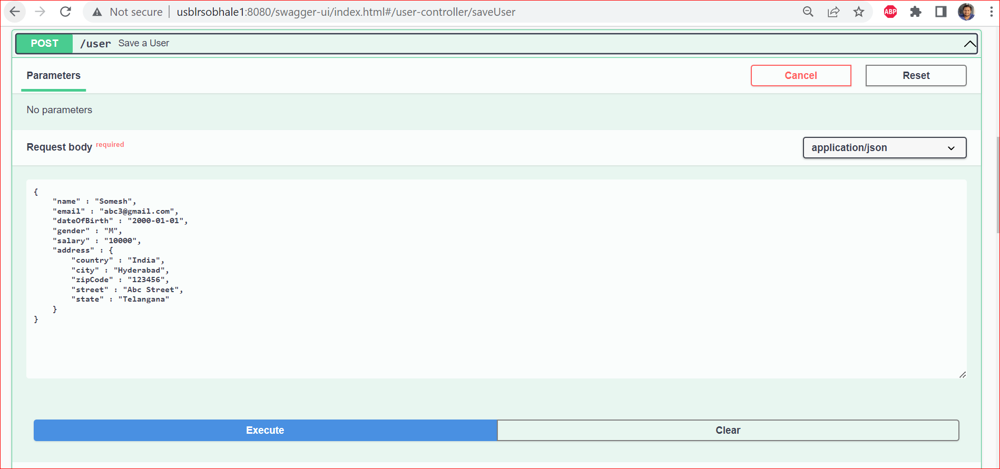 Not secure | usblrsobhale1:8080/swagger-ui/index.html#/user-controller/saveUser
ABP
POST /user Save a User
Parameters
Cancel
Reset
No parameters
Request body required
application/json
{
"name" : "Somesh",
"email" : "abc3@gmail.com",
"dateOfBirth" : "2000-01-01",
"gender" : "M",
"salary" : "10000",
"address" : {
"country" : "India",
"city" : "Hyderabad",
"zipCode" : "123456",
"street" : "Abc Street",
"state" : "Telangana"
}
}
Execute
Clear